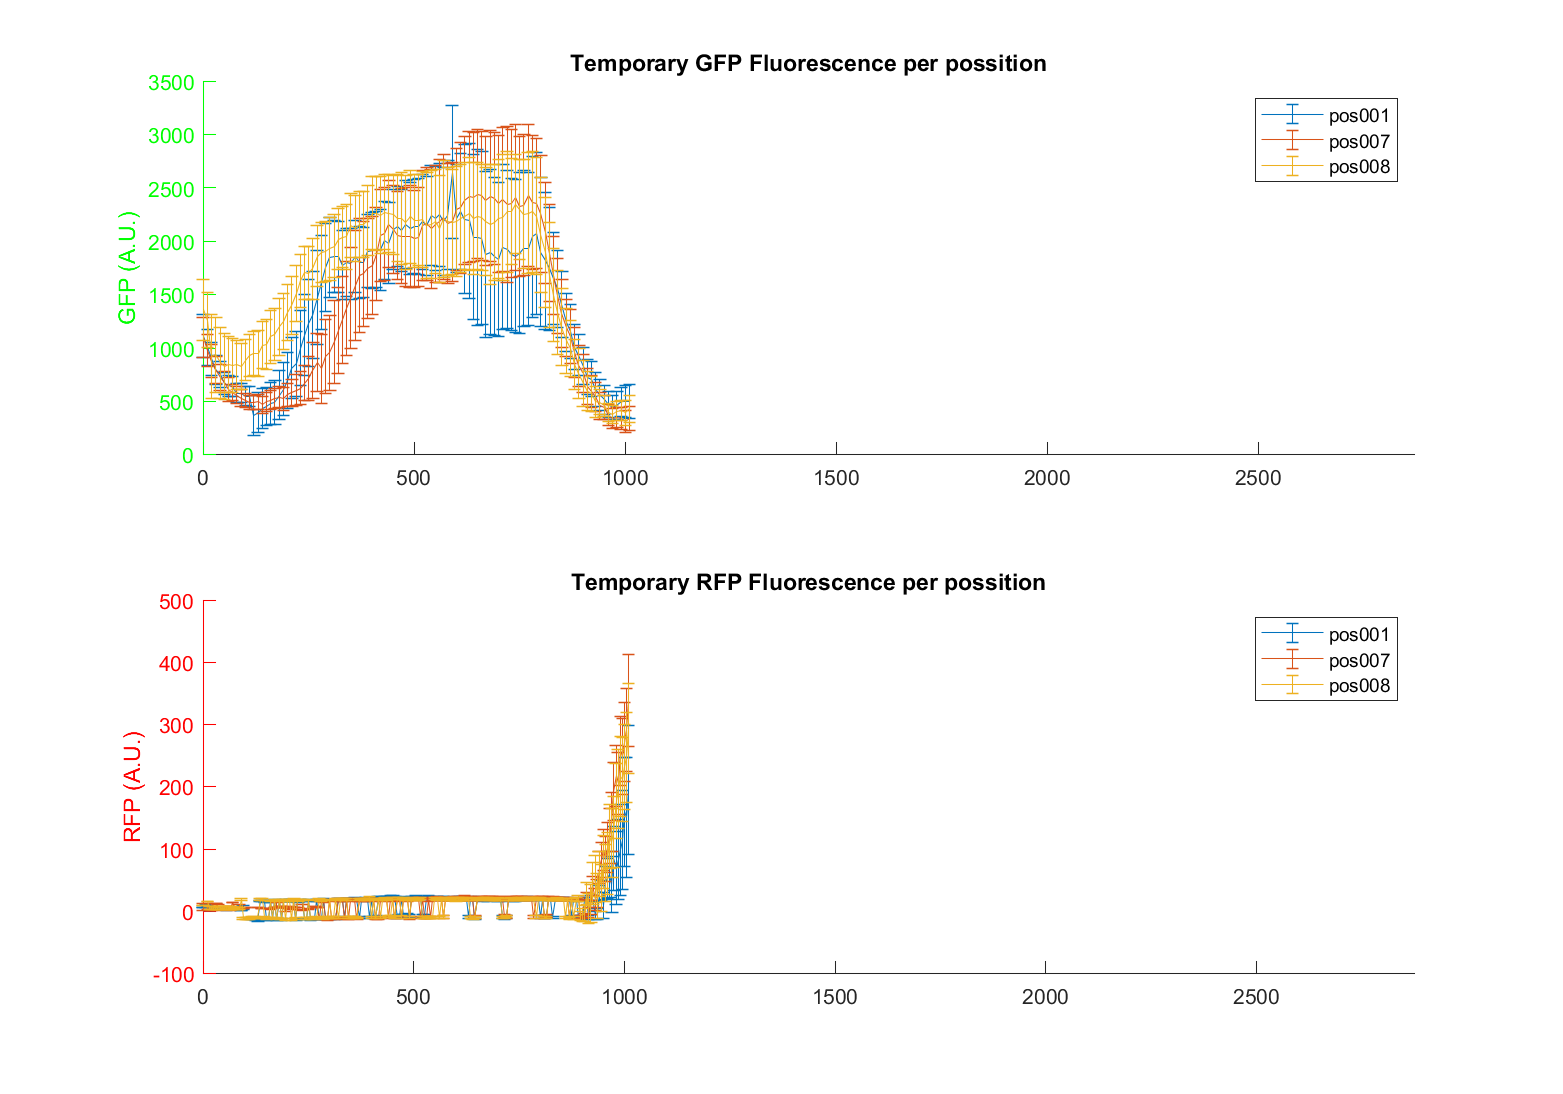 Temporary GFP Fluorescence per possition
3500
3000
2500
2000
1500
1000
500
0
GFP (A.U.)
0 500 1000 1500 2000 2500
pos001
pos007
pos008
Temporary RFP Fluorescence per possition
500
400
300
200
100
0
-100
RFP (A.U.)
0 500 1000 1500 2000 2500
pos001
pos007
pos008